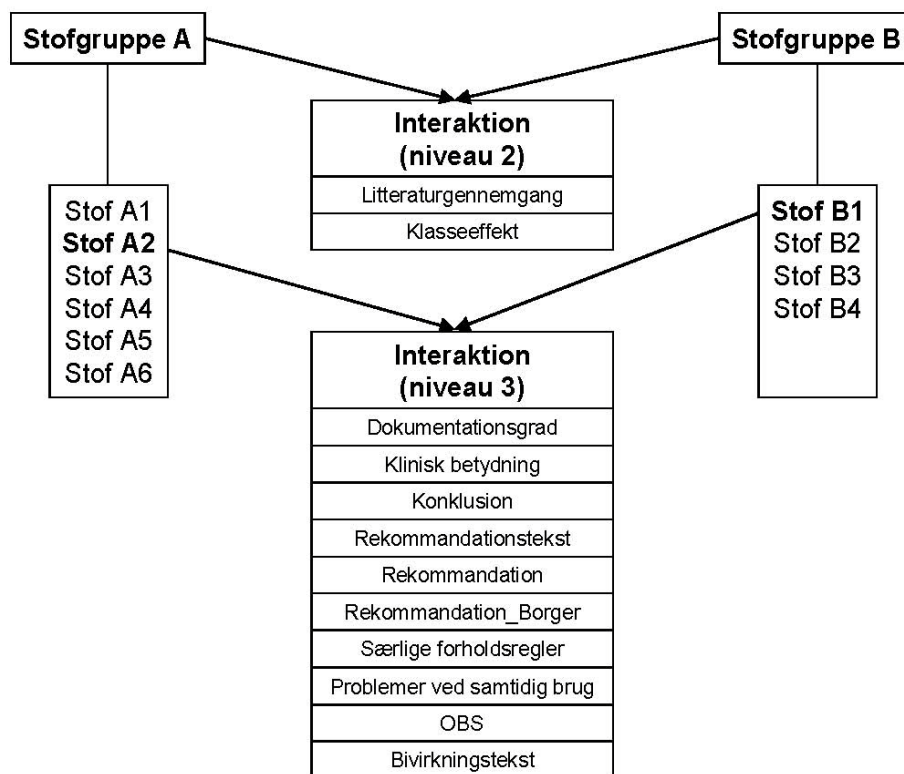 Stofgruppe A
Stofgruppe B
Interaktion
(niveau 2)
Litteraturgennemgang
Klasseeffekt
Stof A1
Stof A2
Stof A3
Stof A4
Stof A5
Stof A6
Stof B1
Stof B2
Stof B3
Stof B4
Interaktion
(niveau 3)
Dokumentationsgrad
Klinisk betydning
Konklusion
Rekommandationstekst
Rekommandation
Rekommandation_Borger
Særlige forholdsregler
Problemer ved samtidig brug
OBS
Bivirkningstekst